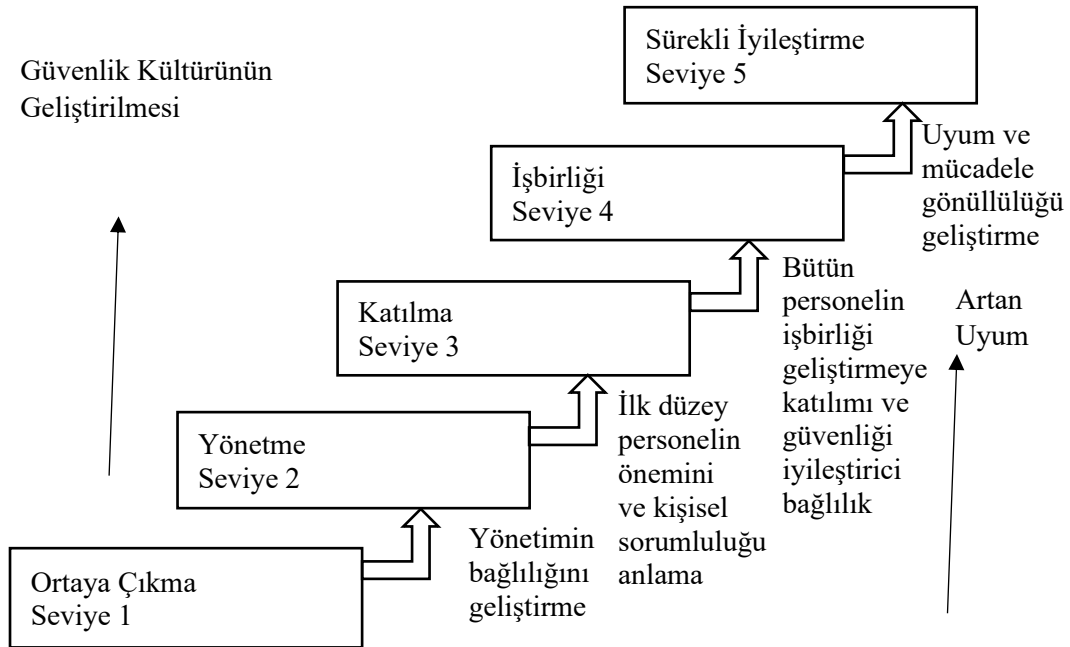 Sürekli İyileştirme
Seviye 5
Güvenlik Kültürünün
Geliştirilmesi
Uyum ve
mücadele
gönüllülüğü
geliştirme
İşbirliği
Seviye 4
Bütün
personelin
işbirliği
geliştirmeye
katılımı ve
güvenliği
iyileştirici
bağlılık
Artan
Uyum
Katılma
Seviye 3
İlk düzey
personelin
önemini
ve kişisel
sorumluluğu
anlama
Yönetme
Seviye 2
Yönetimin
bağlılığını
geliştirme
Ortaya Çıkma
Seviye 1